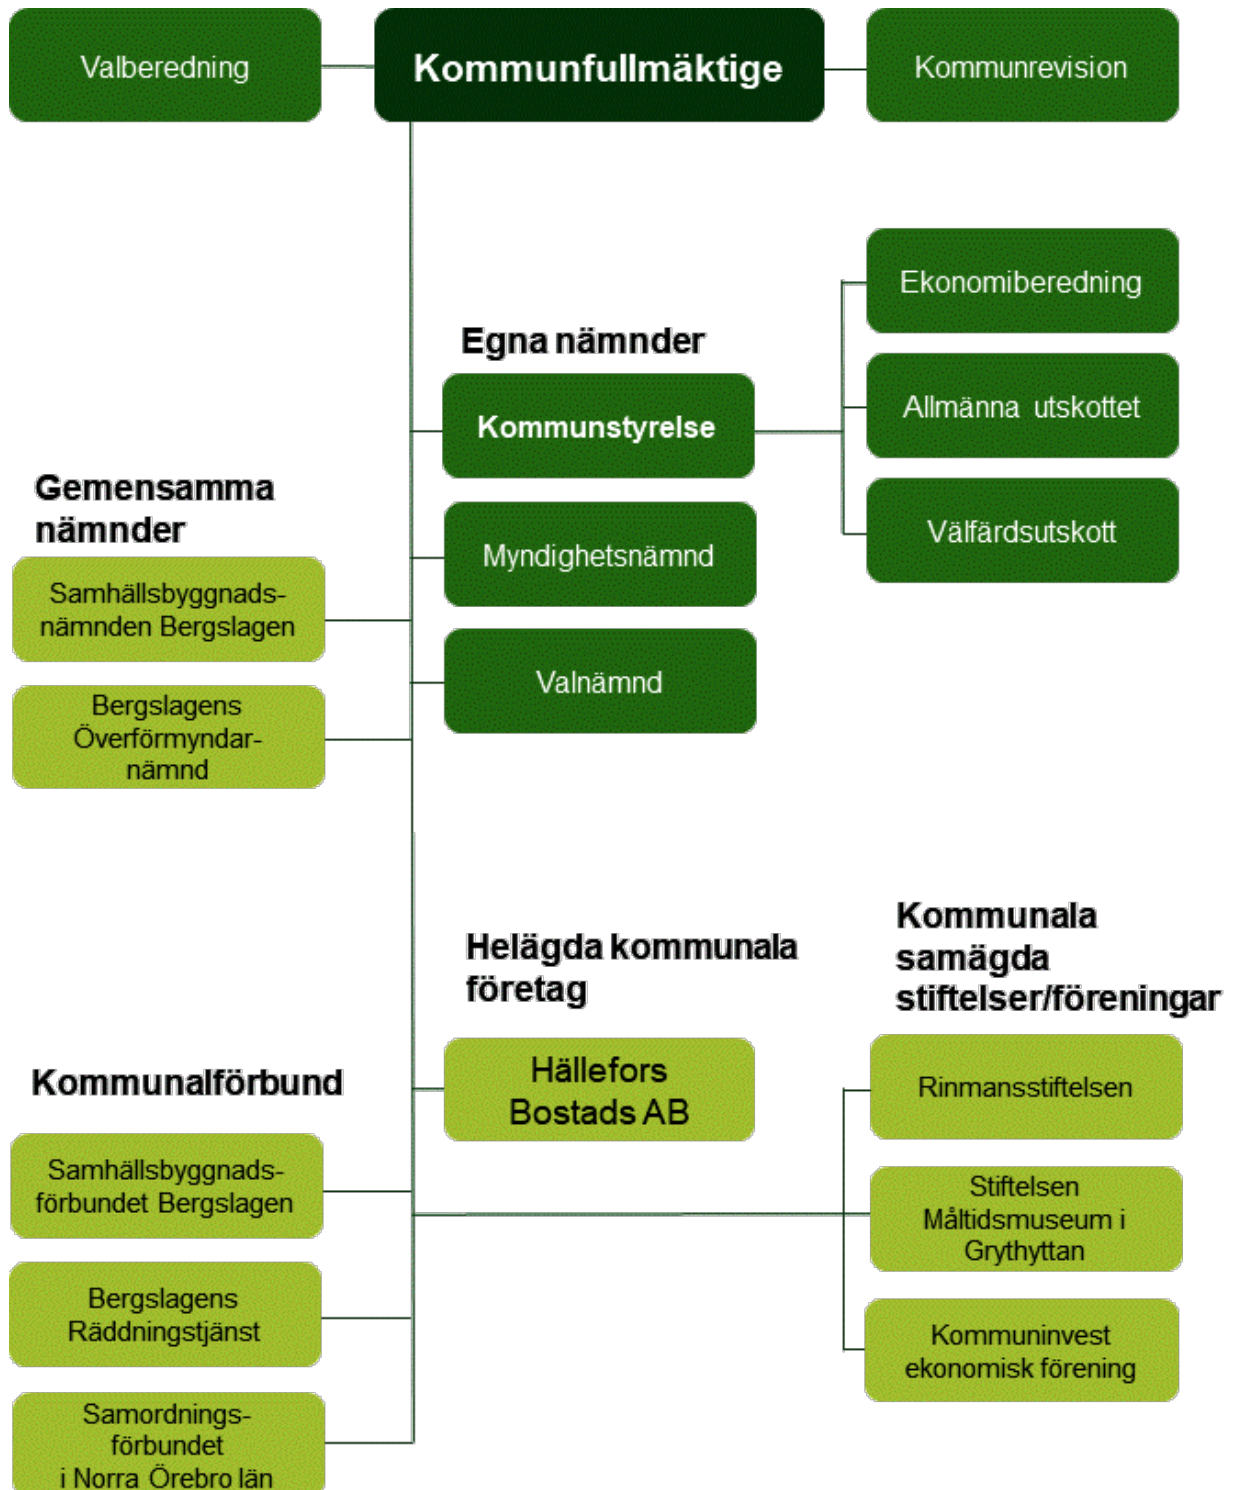 Valberedning
Kommunfullmäktige
Kommunrevision
Ekonomiberedning
Allmänna utskottet
Välfärdsutskott
Egna nämnder
Kommunstyrelse
Myndighetsnämnd
Valnämnd
Gemensamma
nämnder
Samhällsbyggnads-
nämnden Bergslagen
Bergslagens
Överförmyndar-
nämnd
Helägda kommunala
företag
Hällefors
Bostads AB
Kommunala
samägda
stiftelser/föreningar
Rinmansstiftelsen
Stiftelsen
Måltidsmuseum i
Grythyttan
Kommuninvest
ekonomisk förening
Kommunalförbund
Samhällsbyggnads-
förbundet Bergslagen
Bergslagens
Räddningstjänst
Samordnings-
förbundet
i Norra Örebro län